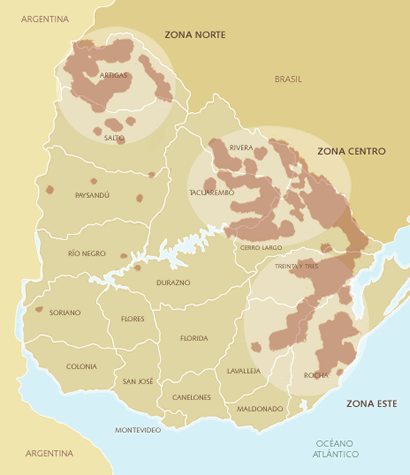 ARGENTINA
ZONA NORTE
BRASIL
ARTIGAS
SALTO
RIVERA
ZONA CENTRO
TACUAREMBÓ
PAYSANDÚ
CERRO LARGO
RÍO NEGRO
TREINTA Y TRES
DURAZNO
SORIANO
FLORES
FLORIDA
COLONIA
LAVALLEJA
ROCHA
SAN JOSÉ
CANELONES
MALDONADO
ZONA ESTE
MONTEVIDEO
OCÉANO
ATLÁNTICO
ARGENTINA